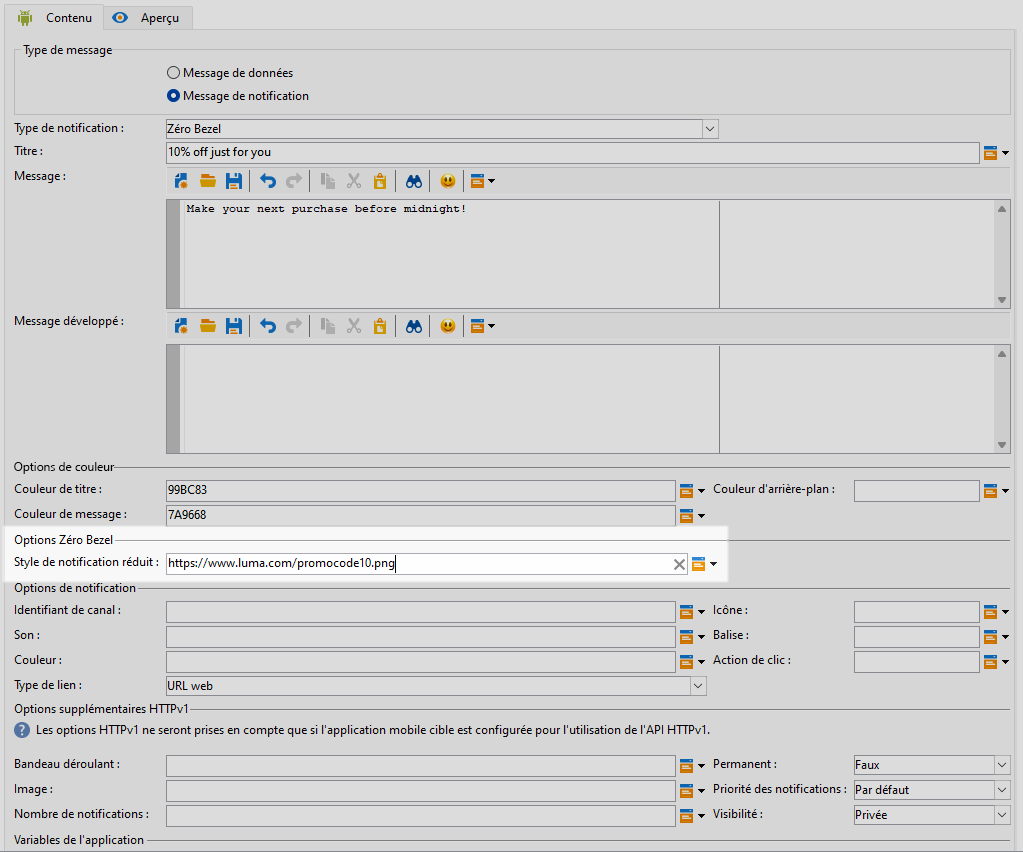 Contenu Aperçu
Type de message
Message de données
Message de notification
Type de notification : Zéro Bezel
Titre : 10% off just for you
Message :
Make your next purchase before midnight!
Message développé :
Options de couleur
Couleur de titre : 99BC83 Couleur d'arrière-plan :
Couleur de message : 7A9668
Options Zéro Bezel
Style de notification réduit : https://www.luma.com/promocode10.png
Options de notification
Identifiant de canal : Icône :
Son : Balise :
Couleur : Action de clic :
Type de lien : URL web
Options supplémentaires HTTPv1
? Les options HTTPv1 ne seront prises en compte que si l'application mobile cible est configurée pour l'utilisation de l'API HTTPv1.
Bandeau déroulant : Permanent : Faux
Image : Priorité des notifications : Par défaut
Nombre de notifications : Visibilité : Privée
Variables de l'application